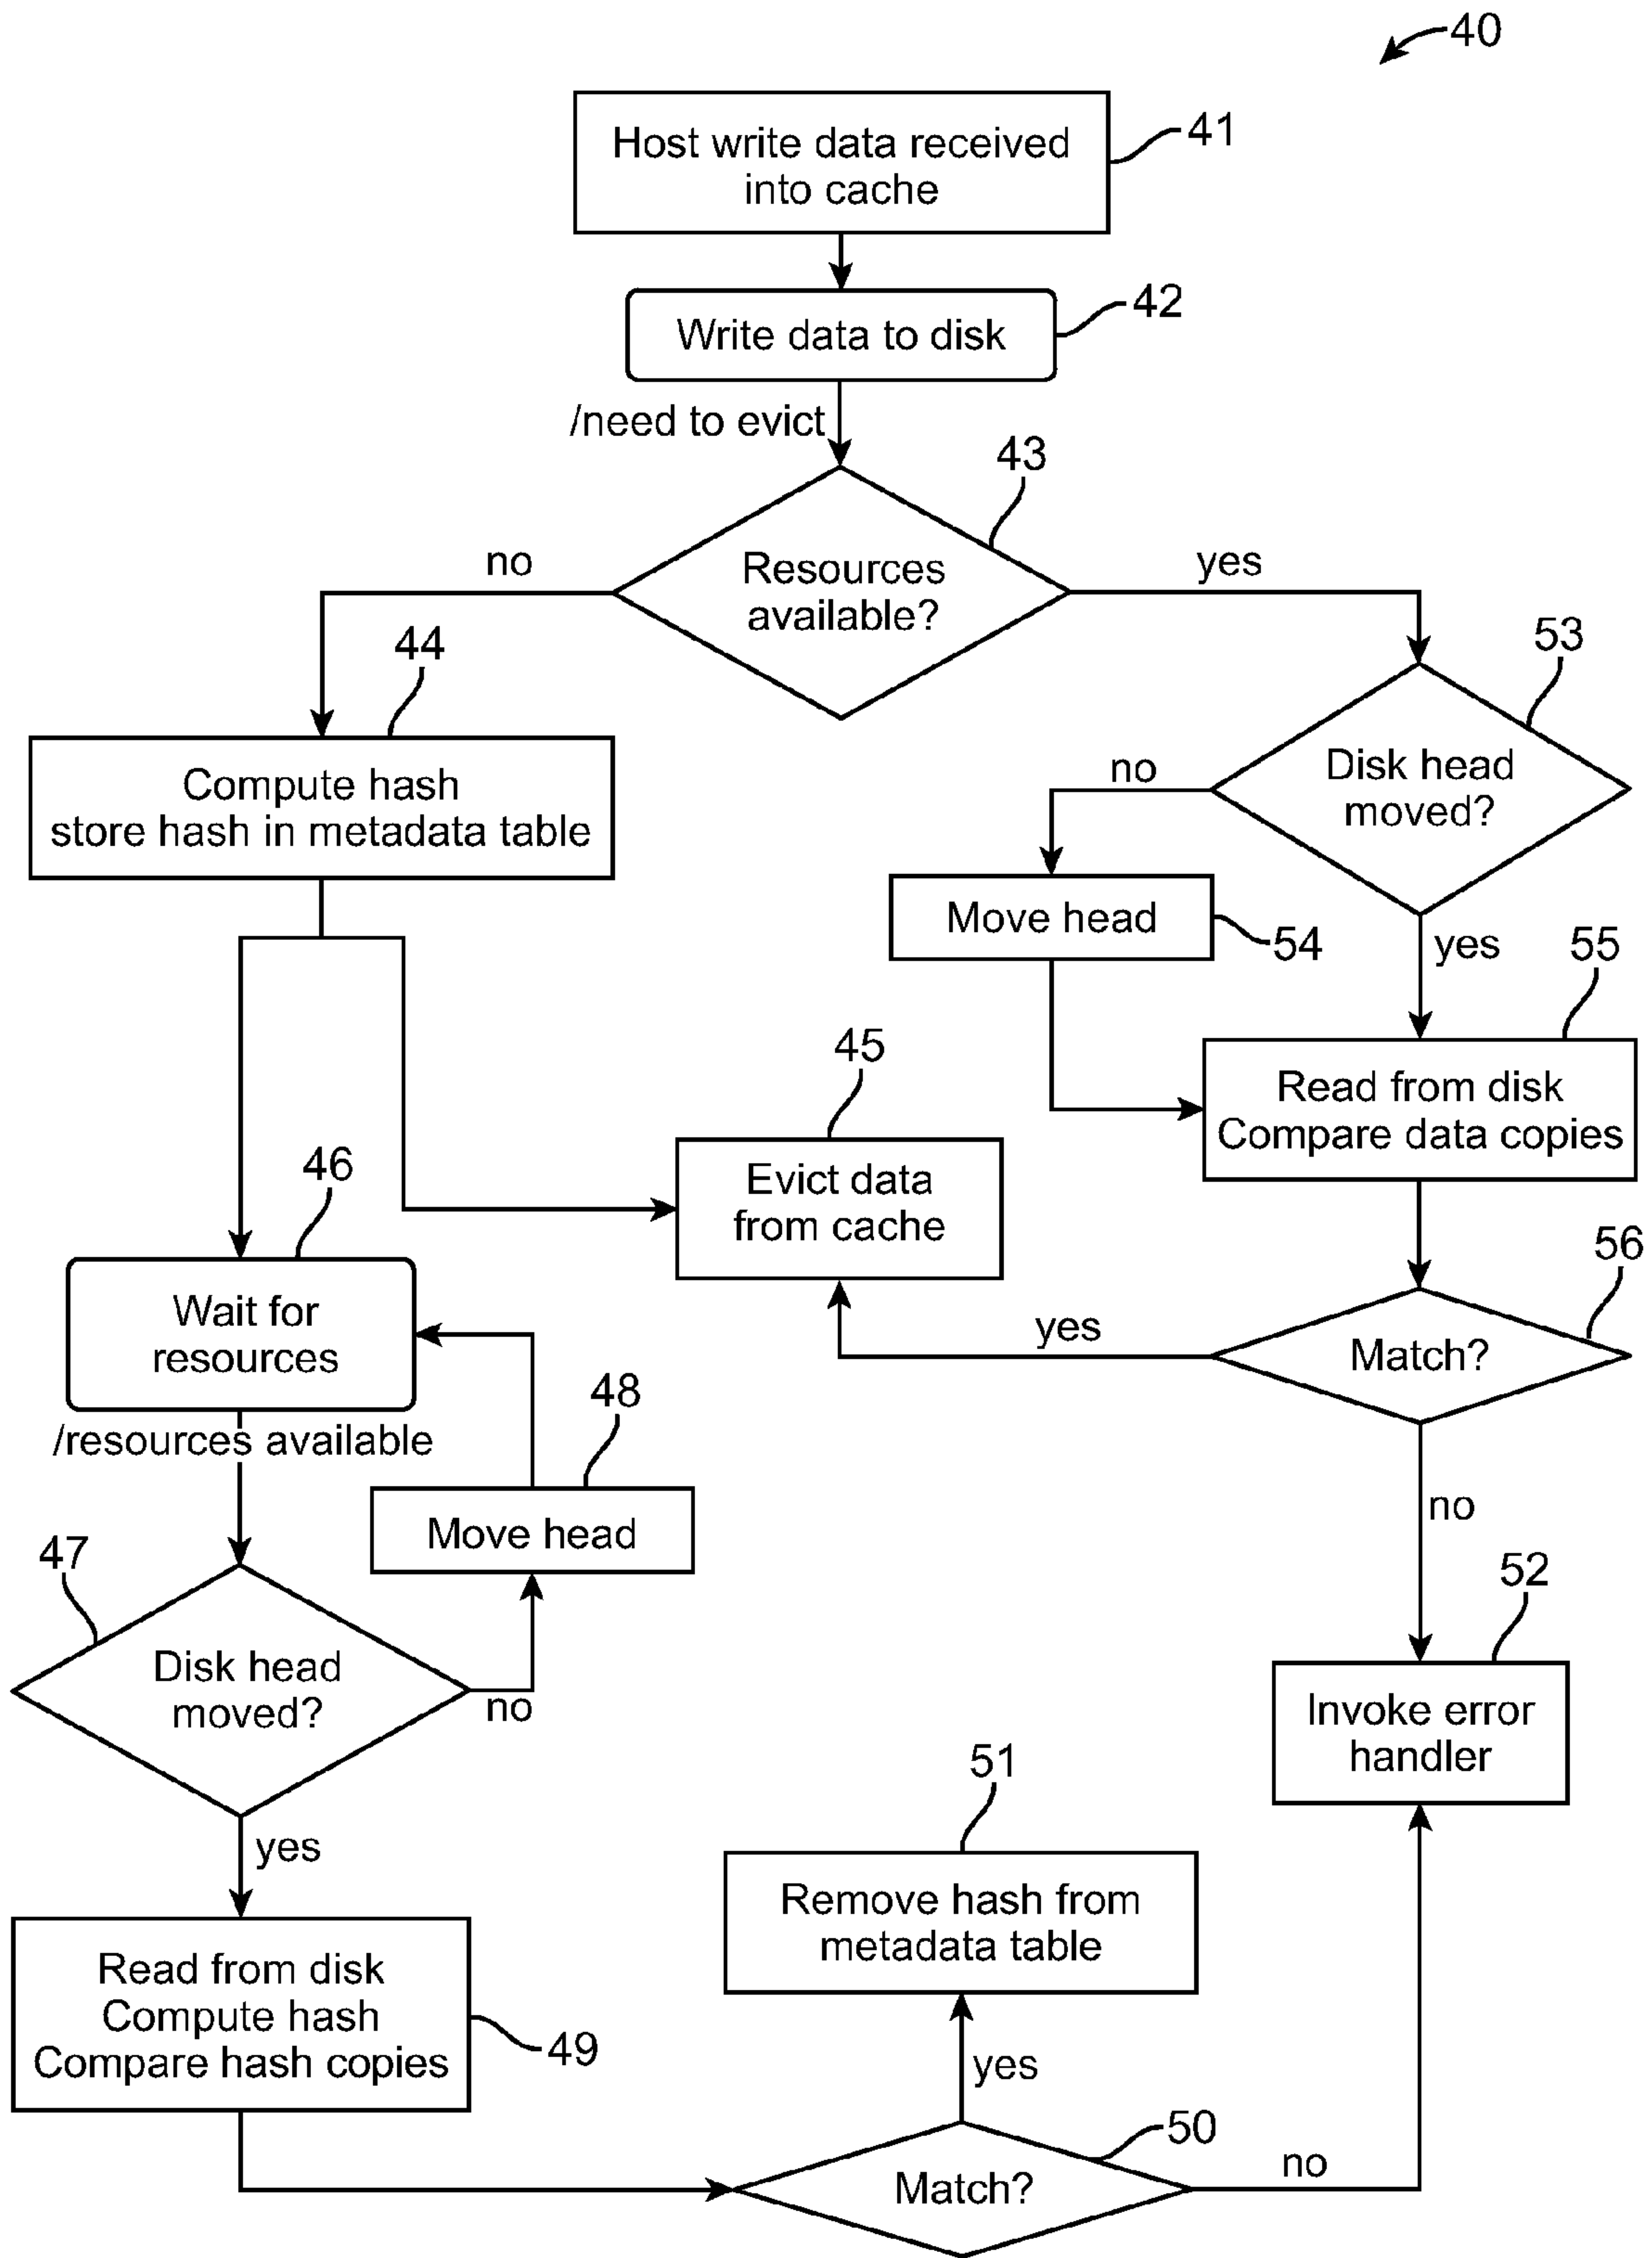 40
Host write data received
into cache
41
Write data to disk
42
/need to evict
43
Resources
available?
no
yes
44
Compute hash
store hash in metadata table
53
Disk head
moved?
no
Move head
54
yes
55
Read from disk
Compare data copies
45
Evict data
from cache
46
Wait for
resources
56
Match?
yes
/resources available
48
Move head
no
47
Disk head
moved?
no
52
Invoke error
handler
51
Remove hash from
metadata table
yes
Read from disk
Compute hash
Compare hash copies
49
yes
50
Match?
no